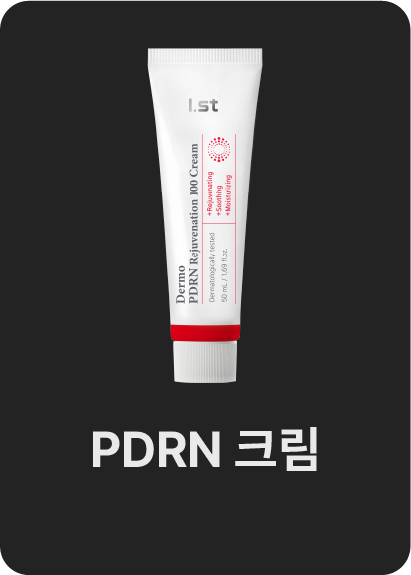 l.st
Dermo
PDRN Rejuvenation 100 Cream
+Rejuvenating
+Soothing
+Moisturizing
Dermatologically tested
50 mL / 1.69 fl.oz.
PDRN 크림